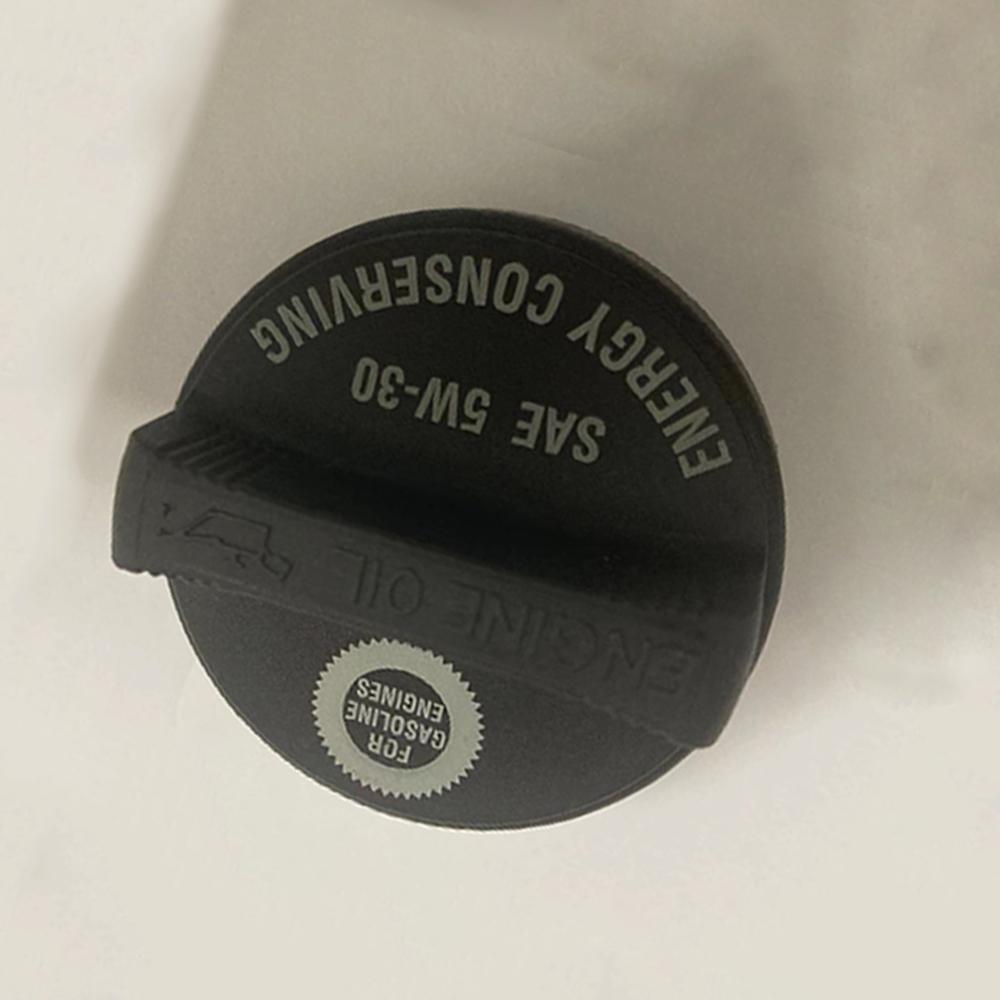 FOR
GASOLINE
ENGINES
ENGINE OIL
SAE 5W-30
ENERGY CONSERVING